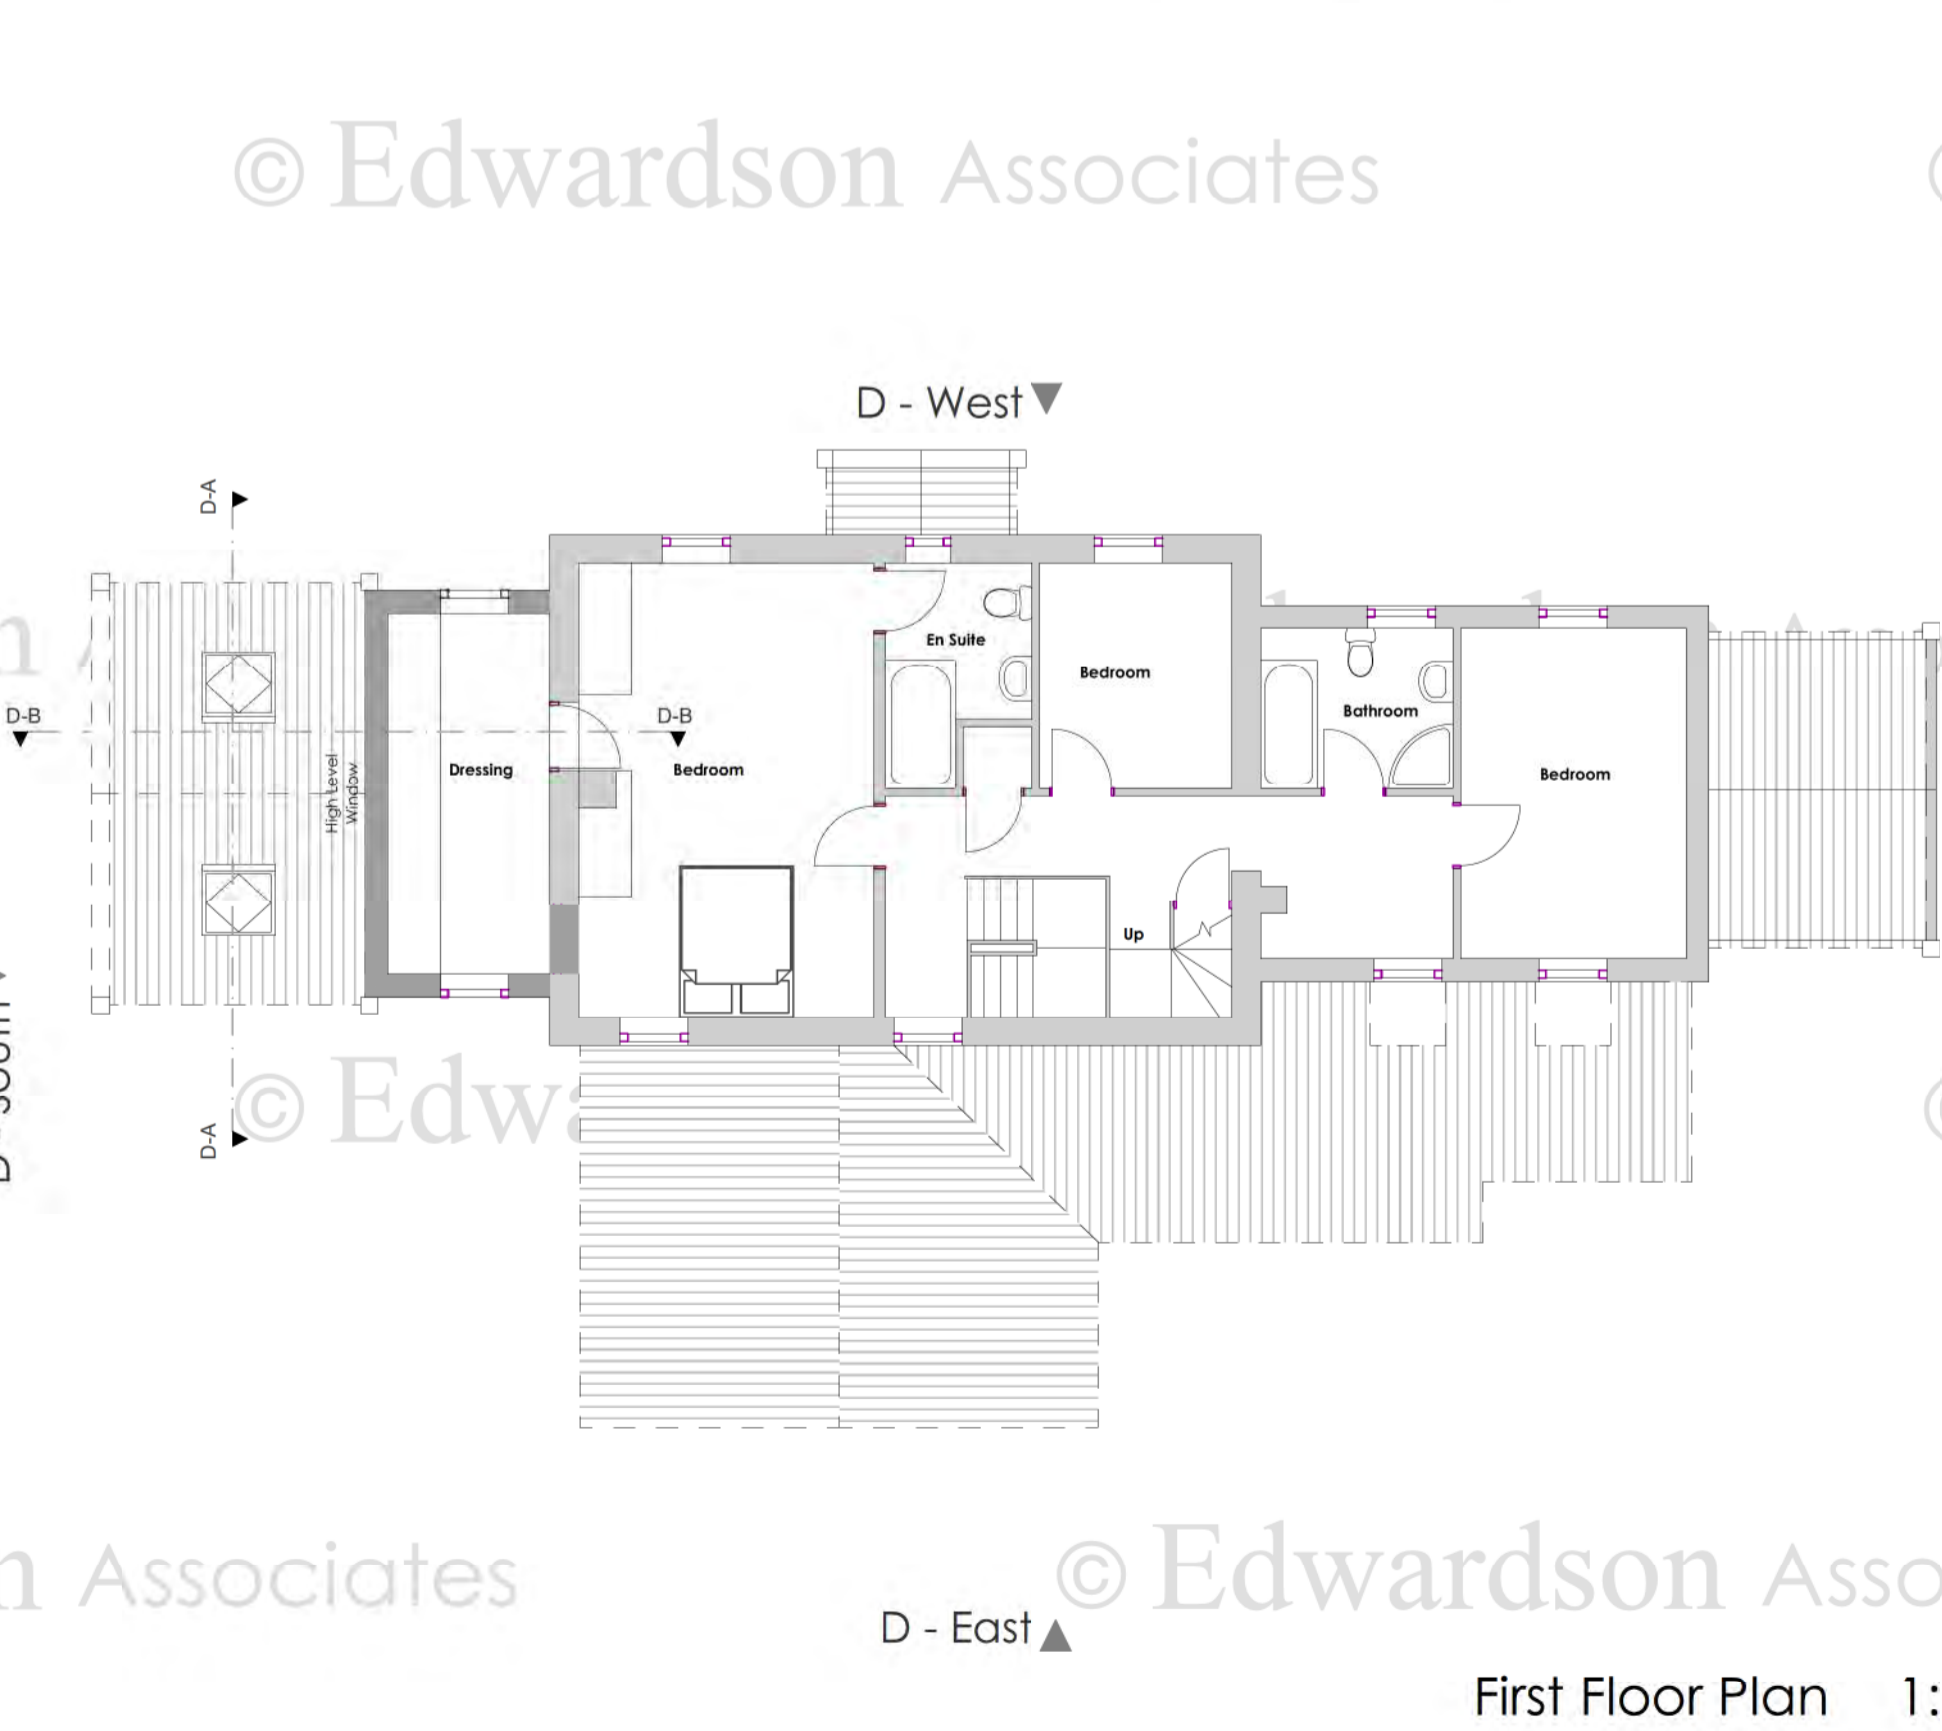 © Edwardson Associates
D - West
D-A
D-B
D-B
En Suite
Bedroom
Bathroom
Dressing
Bedroom
Bedroom
High Level
Window
Up
D-A
© Edw
Associates
© Edwardson Asso
D - East
First Floor Plan 1: